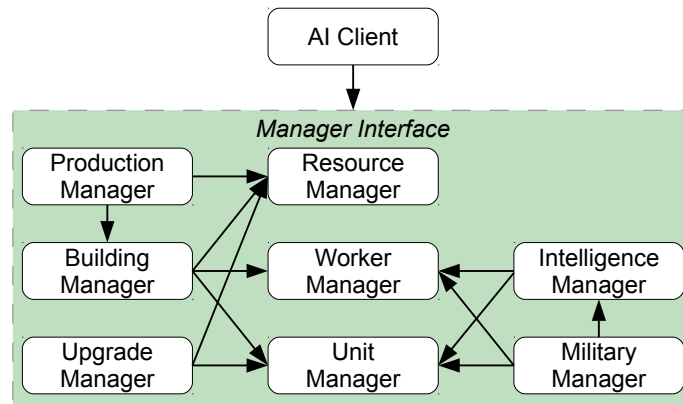 AI Client
Manager Interface
Production
Manager
Resource
Manager
Building
Manager
Worker
Manager
Intelligence
Manager
Upgrade
Manager
Unit
Manager
Military
Manager